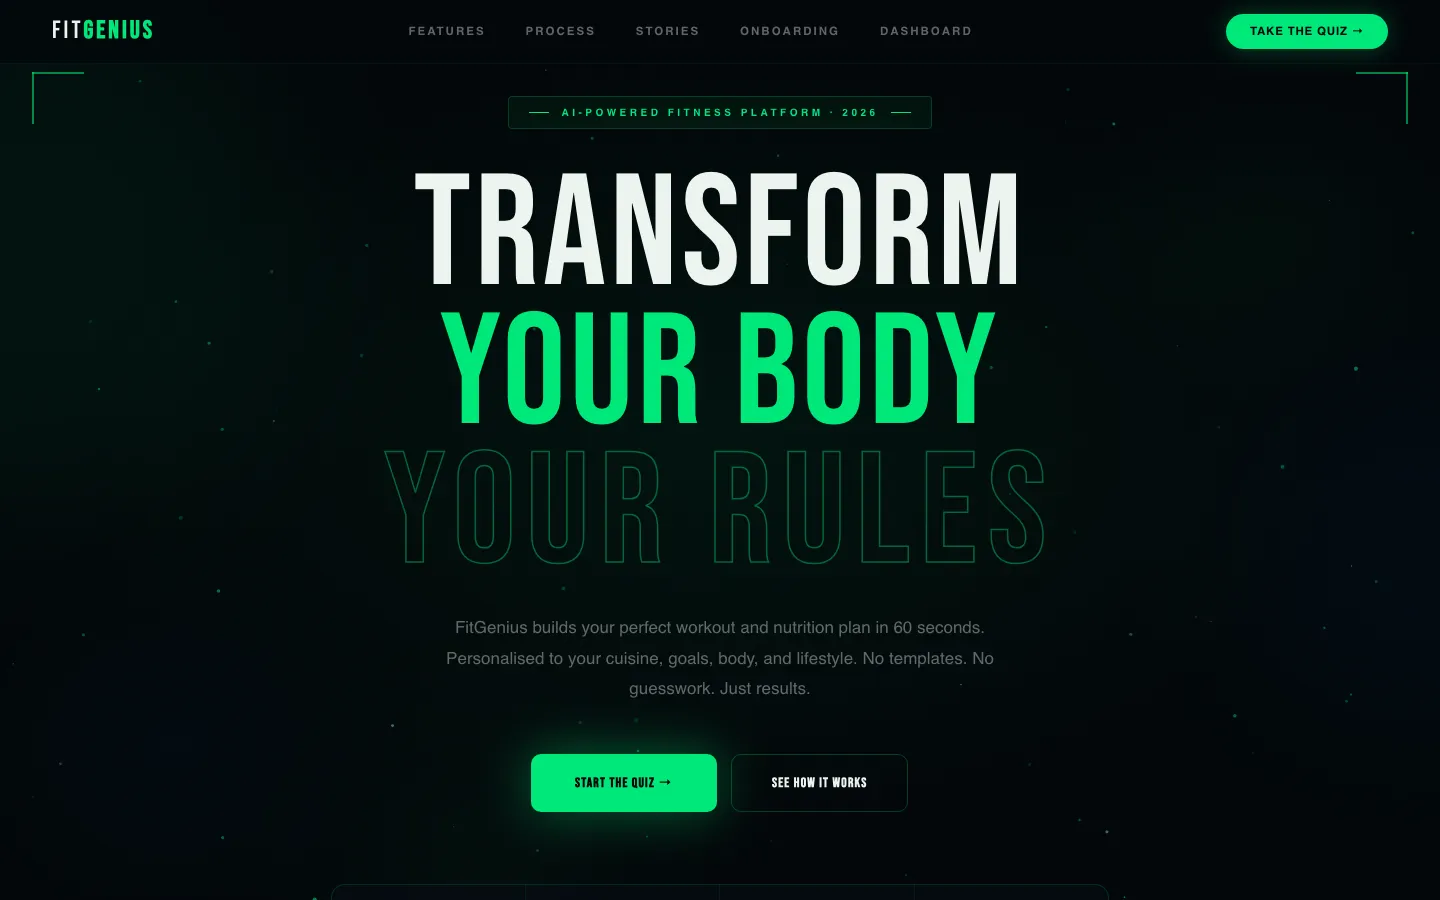 FITGENIUS
FEATURES PROCESS STORIES ONBOARDING DASHBOARD
TAKE THE QUIZ →
AI-POWERED FITNESS PLATFORM · 2026
TRANSFORM
YOUR BODY
YOUR RULES
FitGenius builds your perfect workout and nutrition plan in 60 seconds.
Personalised to your cuisine, goals, body, and lifestyle. No templates. No
guesswork. Just results.
START THE QUIZ →
SEE HOW IT WORKS